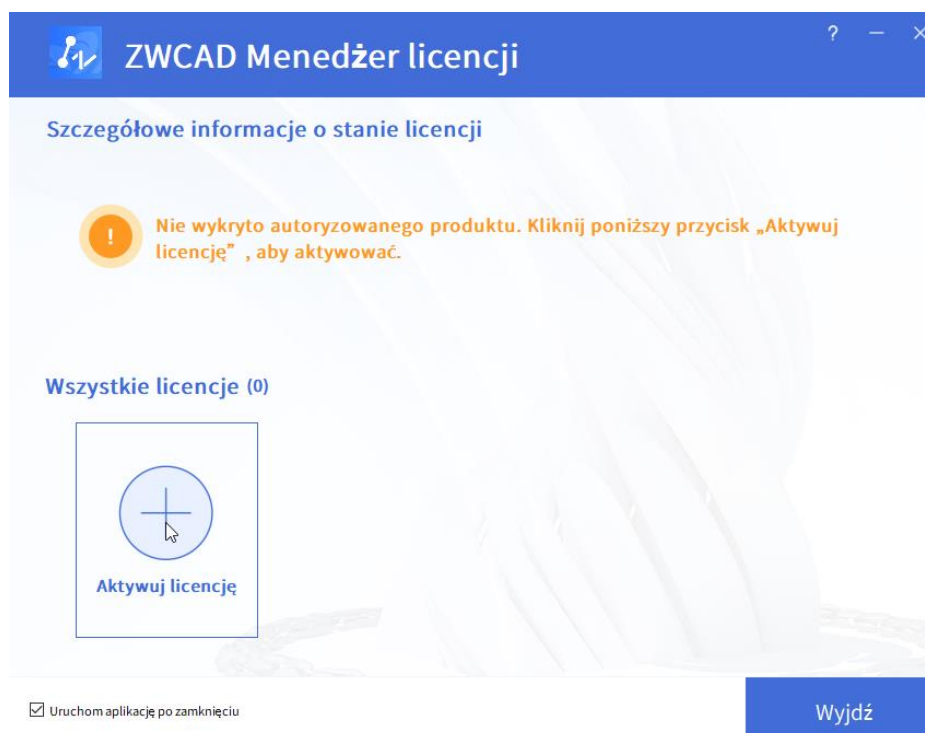 ZWCAD Menedżer licencji
?
Szczegółowe informacje o stanie licencji
!
Nie wykryto autoryzowanego produktu. Kliknij poniższy przycisk „Aktywuj
licencję” , aby aktywować.
Wszystkie licencje (0)
Aktywuj licencję
Uruchom aplikację po zamknięciu
Wyjdź